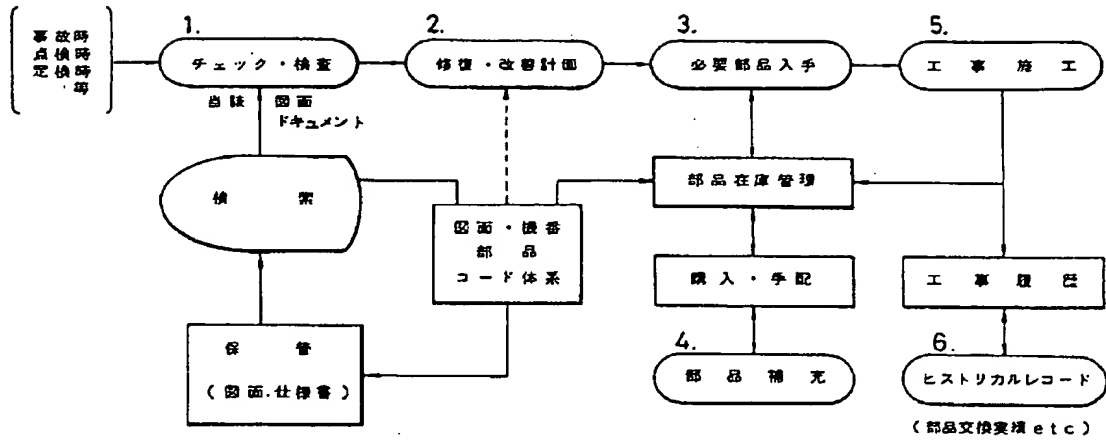 事故時
点検時
定検時
等
1.
チェック・検査
2.
修復・改善計画
3.
必要部品入手
5.
工事施工
当該図面
ドキュメント
検索
図面・機番
部品
コード体系
部品在庫管理
購入・手配
工事履歴
保管
(図面.仕様書)
4.
部品補充
6.
ヒストリカルレコード
(部品交換実績etc)